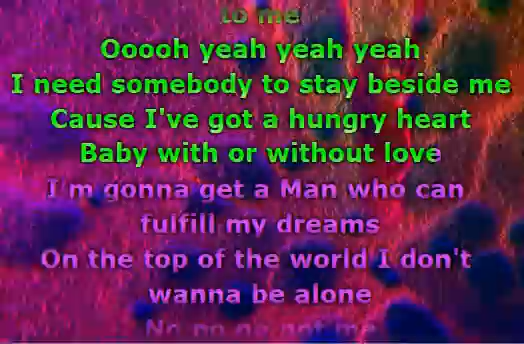 to me
Ooooh yeah yeah yeah
I need somebody to stay beside me
Cause I've got a hungry heart
Baby with or without love
I'm gonna get a Man who can
fulfill my dreams
On the top of the world I don't
wanna be alone
No no no not me